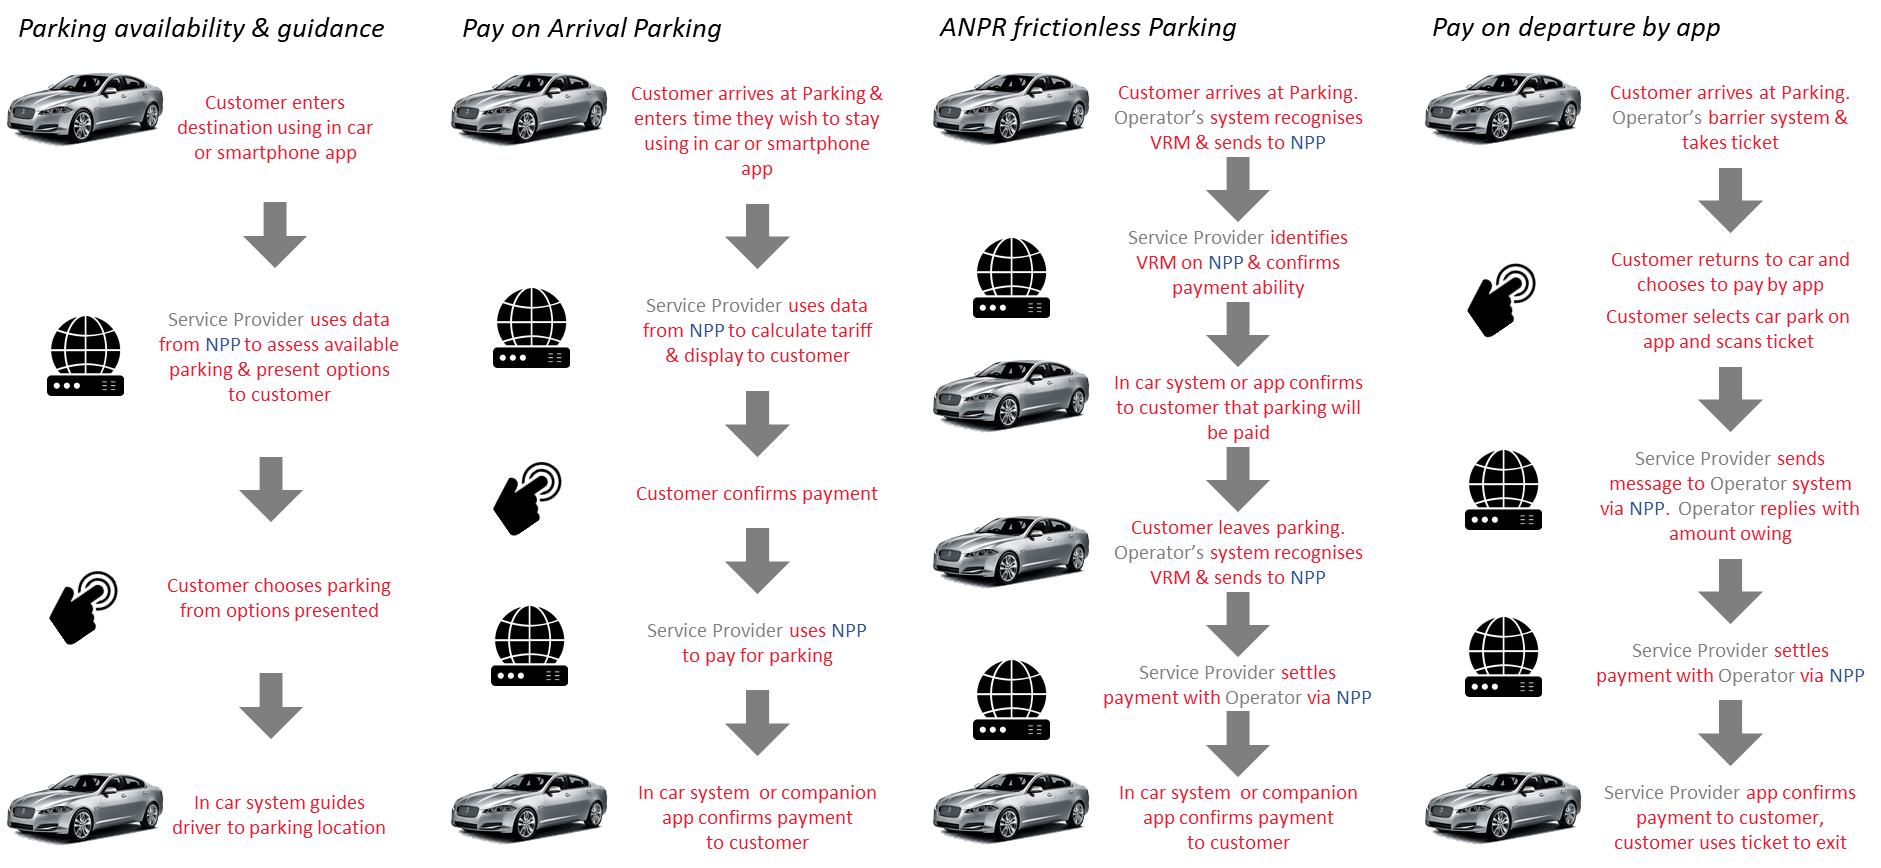 Parking availability & guidance
Customer enters
destination using in car
or smartphone app
Service Provider uses data
from NPP to assess available
parking & present options
to customer
Customer chooses parking
from options presented
In car system guides
driver to parking location
Pay on Arrival Parking
Customer arrives at Parking &
enters time they wish to stay
using in car or smartphone
app
Service Provider uses data
from NPP to calculate tariff
& display to customer
Customer confirms payment
Service Provider uses NPP
to pay for parking
In car system or companion
app confirms payment
to customer
ANPR frictionless Parking
Customer arrives at Parking.
Operator's system recognises
VRM & sends to NPP
Service Provider identifies
VRM on NPP & confirms
payment ability
In car system or app confirms
to customer that parking will
be paid
Customer leaves parking.
Operator's system recognises
VRM & sends to NPP
Service Provider settles
payment with Operator via NPP
In car system or companion
app confirms payment
to customer
Pay on departure by app
Customer arrives at Parking.
Operator's barrier system &
takes ticket
Customer returns to car and
chooses to pay by app
Customer selects car park on
app and scans ticket
Service Provider sends
message to Operator system
via NPP. Operator replies with
amount owing
Service Provider settles
payment with Operator via NPP
Service Provider app confirms
payment to customer,
customer uses ticket to exit